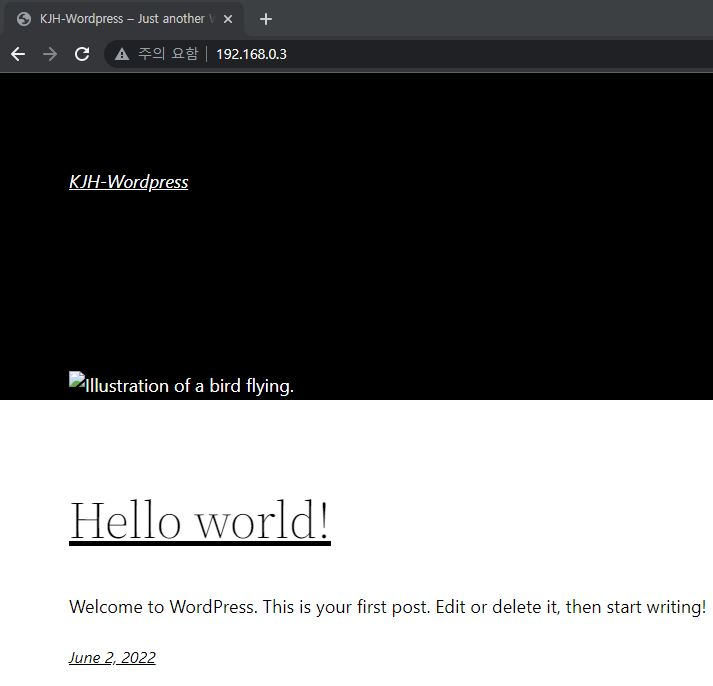 KJH-Wordpress – Just another
주의 요함 192.168.0.3
KJH-Wordpress
Illustration of a bird flying.
Hello world!
Welcome to WordPress. This is your first post. Edit or delete it, then start writing!
June 2, 2022